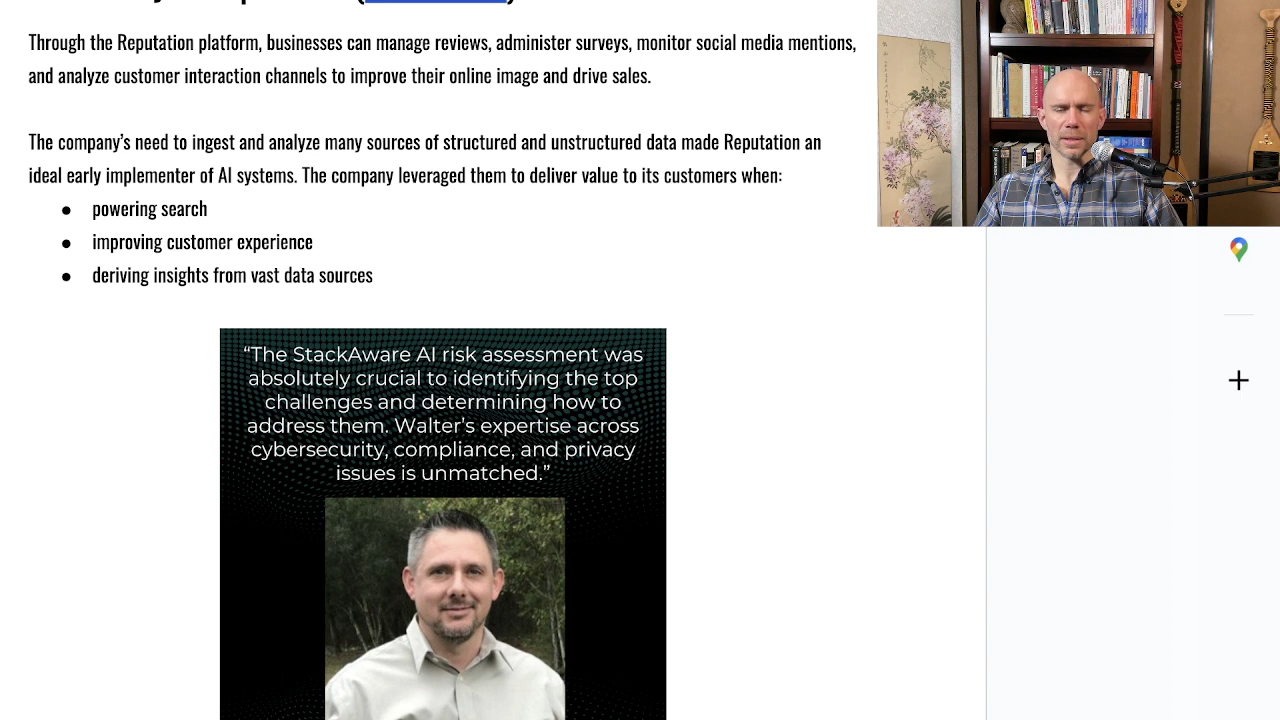 Through the Reputation platform, businesses can manage reviews, administer surveys, monitor social media mentions,
and analyze customer interaction channels to improve their online image and drive sales.
The company’s need to ingest and analyze many sources of structured and unstructured data made Reputation an
ideal early implementer of AI systems. The company leveraged them to deliver value to its customers when:
● powering search
● improving customer experience
● deriving insights from vast data sources
“The StackAware AI risk assessment was
absolutely crucial to identifying the top
challenges and determining how to
address them. Walter’s expertise across
cybersecurity, compliance, and privacy
issues is unmatched.”